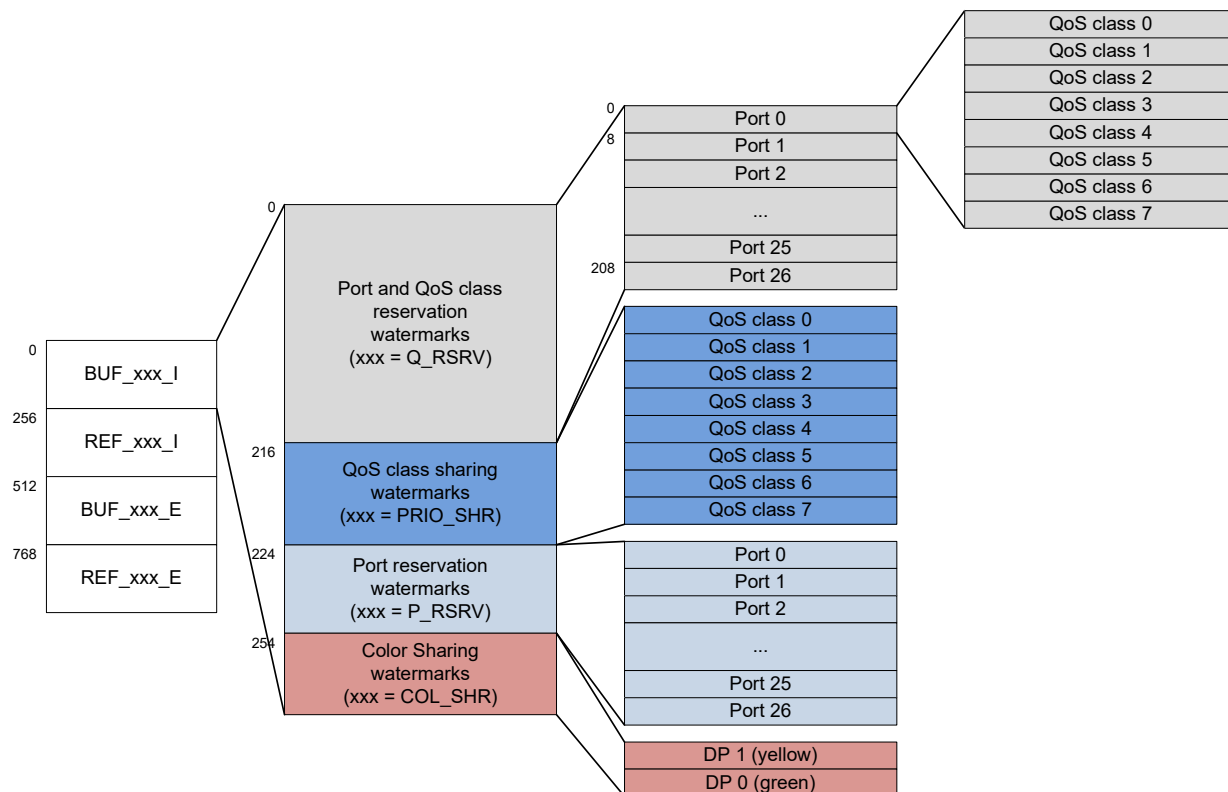 0
BUF_xxx_I
256
REF_xxx_I
512
BUF_xxx_E
768
REF_xxx_E
0
Port and QoS class
reservation
watermarks
(xxx = Q_RSRV)
216
QoS class sharing
watermarks
(xxx = PRIO_SHR)
224
Port reservation
watermarks
(xxx = P_RSRV)
254
Color Sharing
watermarks
(xxx = COL_SHR)
0
Port 0
8
Port 1
Port 2
...
Port 25
208
Port 26
QoS class 0
QoS class 1
QoS class 2
QoS class 3
QoS class 4
QoS class 5
QoS class 6
QoS class 7
Port 0
Port 1
Port 2
...
Port 25
Port 26
DP 1 (yellow)
DP 0 (green)
QoS class 0
QoS class 1
QoS class 2
QoS class 3
QoS class 4
QoS class 5
QoS class 6
QoS class 7